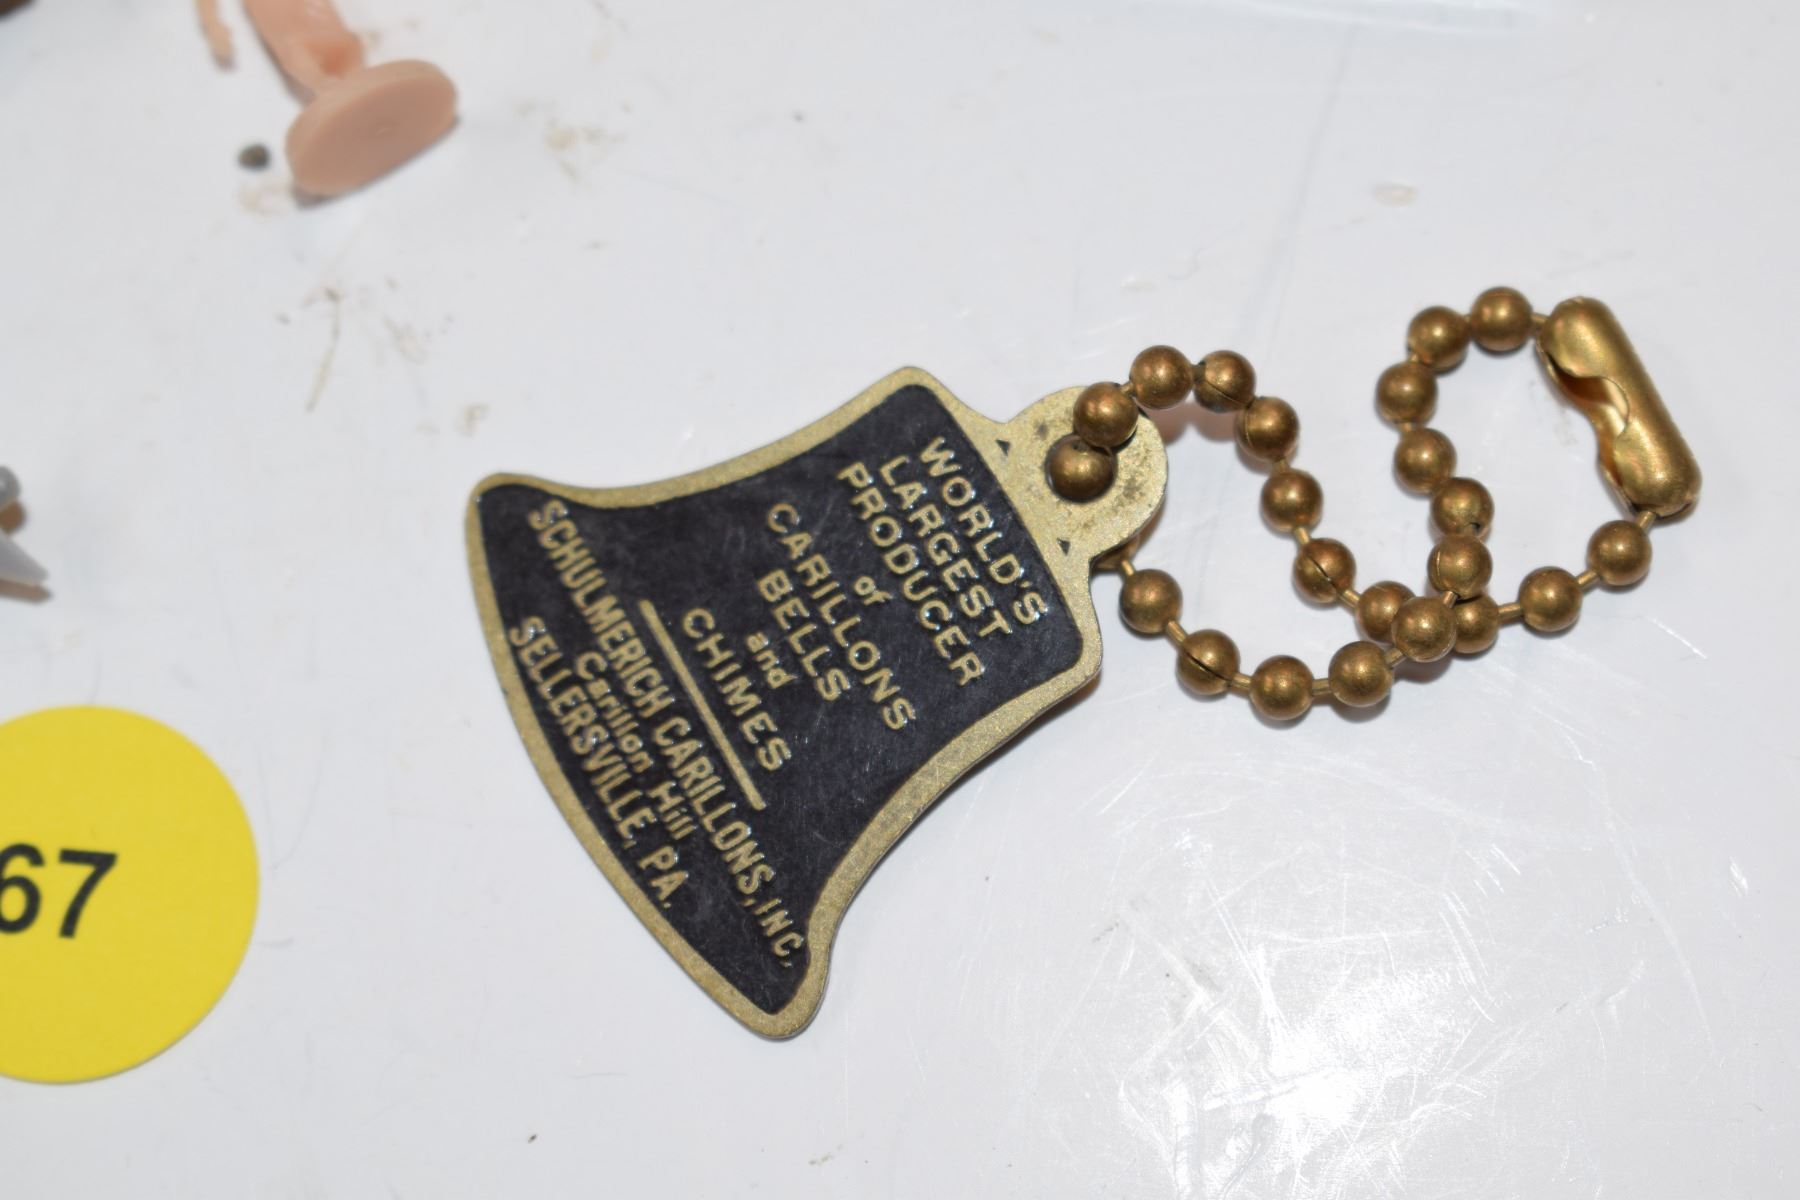 WORLD'S
LARGEST
PRODUCER
of
CARILLONS
BELLS
and
CHIMES
SCHULMERICH CARILLONS, INC.
Carillon Hill
SELLERSVILLE, PA.
67